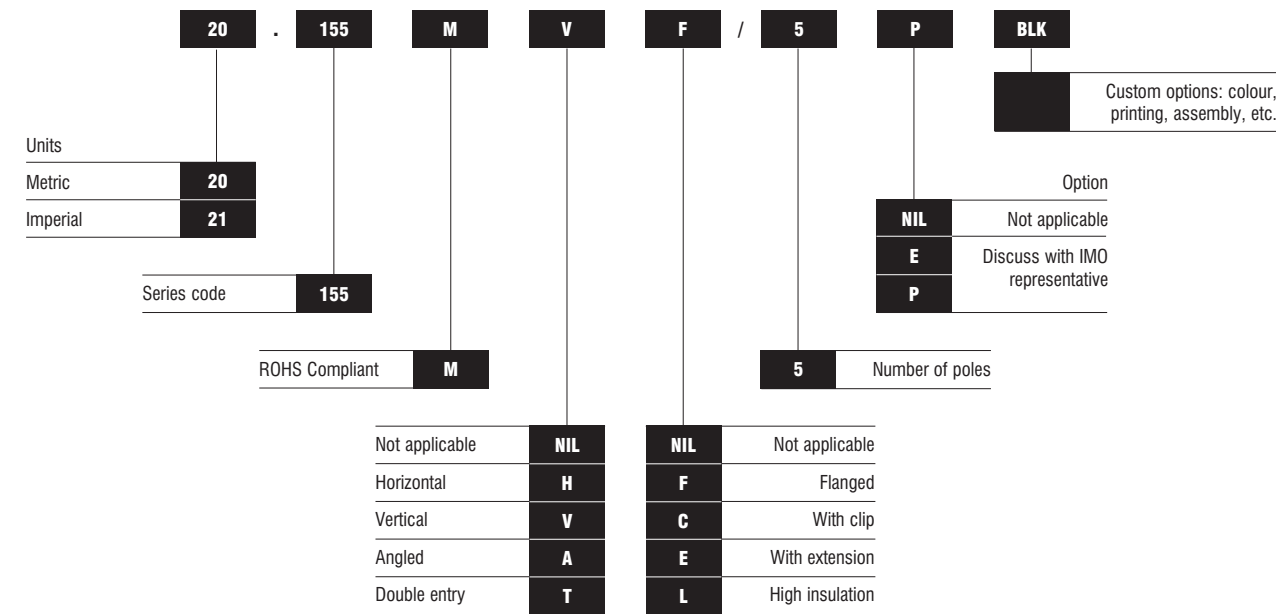 20 . 155 M V F / 5 P BLK
Custom options: colour,
printing, assembly, etc.
Units
Metric 20
Imperial 21
Option
NIL Not applicable
E Discuss with IMO
representative
P
Series code 155
ROHS Compliant M
5 Number of poles
Not applicable NIL
Horizontal H
Vertical V
Angled A
Double entry T
NIL Not applicable
F Flanged
C With clip
E With extension
L High insulation